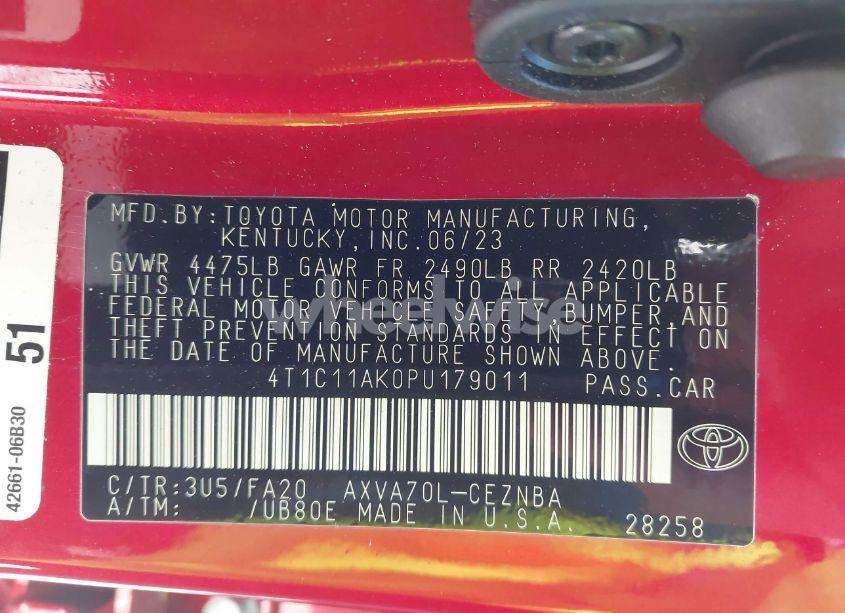 MFD.BY:TOYOTA MOTOR MANUFACTURING,
KENTUCKY,INC.06/23
GVWR 4475LB GAWR FR 2490LB RR 2420LB
THIS VEHICLE CONFORMS TO ALL APPLICABLE
FEDERAL MOTOR VEHICLE SAFETY,BUMPER,AND
THEFT PREVENTION STANDARDS IN EFFECT ON
THE DATE OF MANUFACTURE SHOWN ABOVE.
4T1C11AK0PU179011 PASS.CAR
C/TR:3U5/FA20 AXVA70L-CEZNBA
A/TM: /UB80E MADE IN U.S.A. 28258
51
42661-06B30
wheelwise